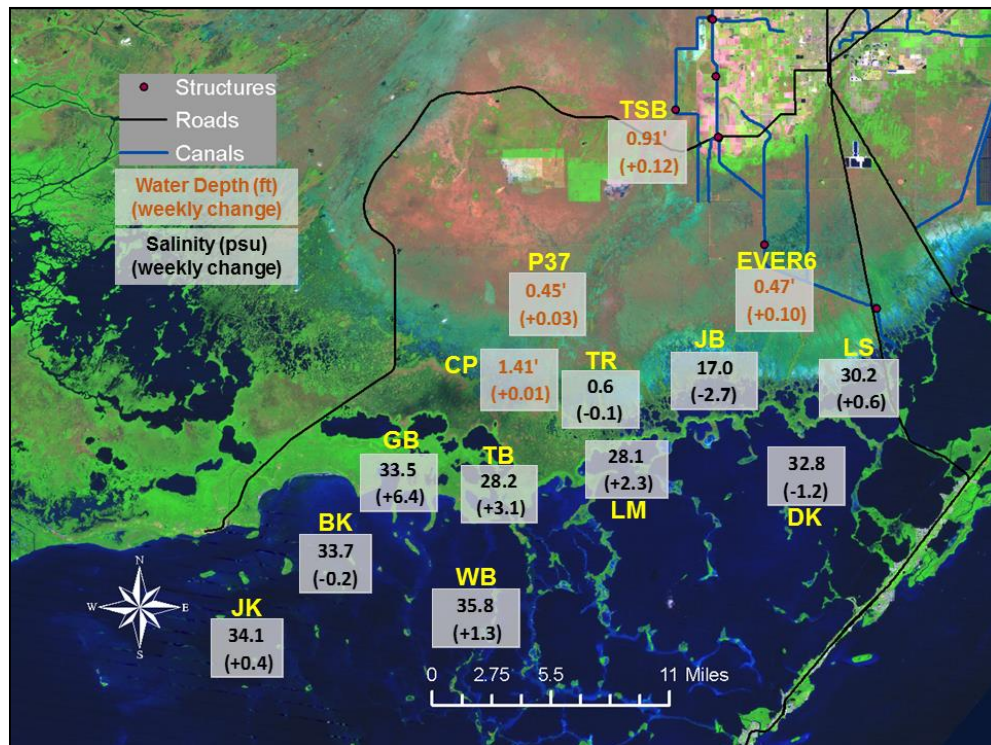 Structures
Roads
Canals
Water Depth (ft)
(weekly change)
Salinity (psu)
(weekly change)
TSB
0.91'
(+0.12)
P37
0.45'
(+0.03)
EVER6
0.47'
(+0.10)
CP
1.41'
(+0.01)
TR
0.6
(-0.1)
JB
17.0
(-2.7)
LS
30.2
(+0.6)
GB
33.5
(+6.4)
TB
28.2
(+3.1)
28.1
(+2.3)
LM
32.8
(-1.2)
DK
BK
33.7
(-0.2)
WB
35.8
(+1.3)
JK
34.1
(+0.4)
N
W
E
S
0 2.75 5.5 11 Miles